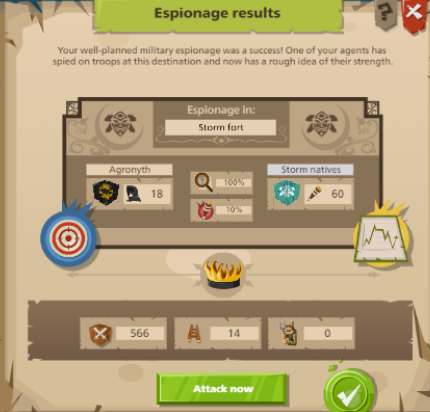 Espionage results
Your well-planned military espionage was a success! One of your agents has
spied on troops at this destination and now has a rough idea of their strength.
Espionage in:
Storm fort
Agronyth
Storm natives
18
100%
60
10%
566
14
0
Attack now